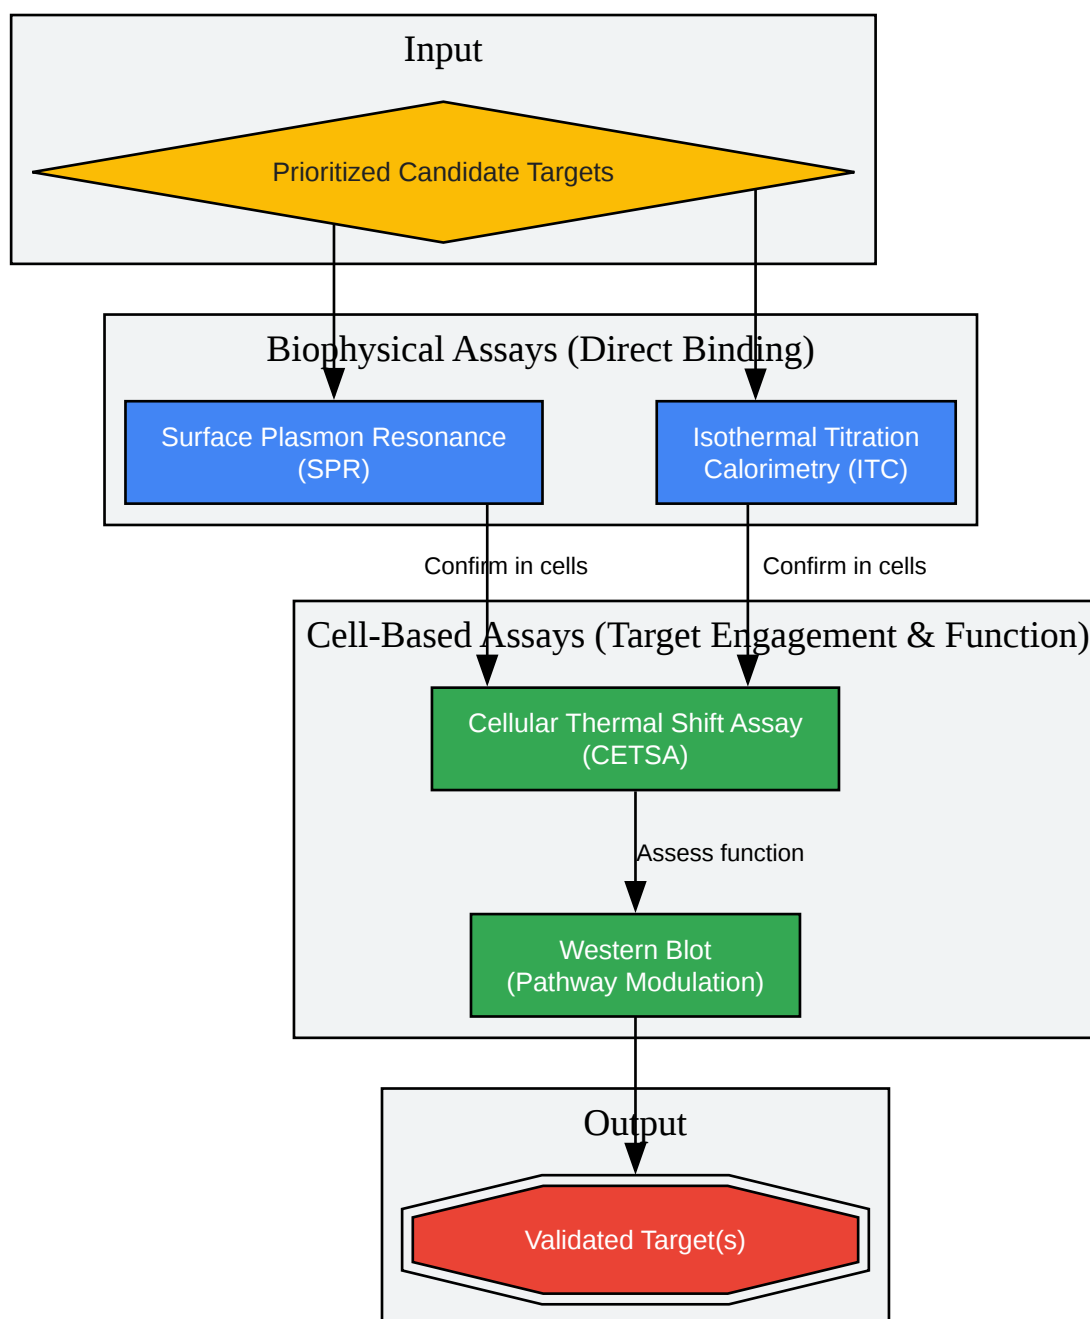 Input
Prioritized Candidate Targets
Biophysical Assays (Direct Binding)
Surface Plasmon Resonance
(SPR)
Isothermal Titration
Calorimetry (ITC)
Confirm in cells
Confirm in cells
Cell-Based Assays (Target Engagement & Function)
Cellular Thermal Shift Assay
(CETSA)
Assess function
Western Blot
(Pathway Modulation)
Output
Validated Target(s)